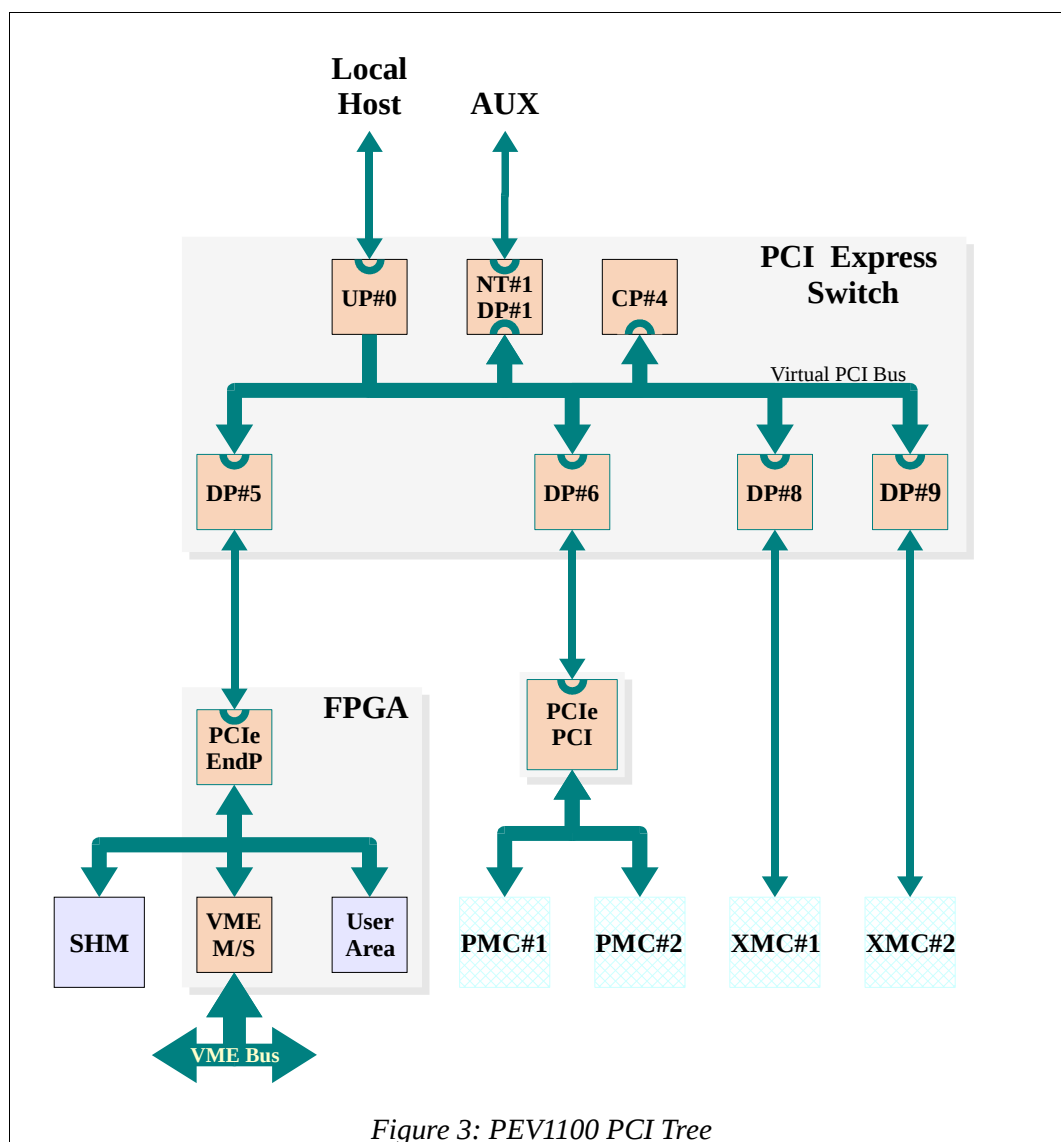 Local
Host
AUX
PCI Express
Switch
UP#0
NT#1
DP#1
CP#4
Virtual PCI Bus
DP#5
DP#6
DP#8
DP#9
FPGA
PCIe
EndP
PCIe
PCI
SHM
VME
M/S
User
Area
PMC#1
PMC#2
XMC#1
XMC#2
VME Bus
Figure 3: PEV1100 PCI Tree